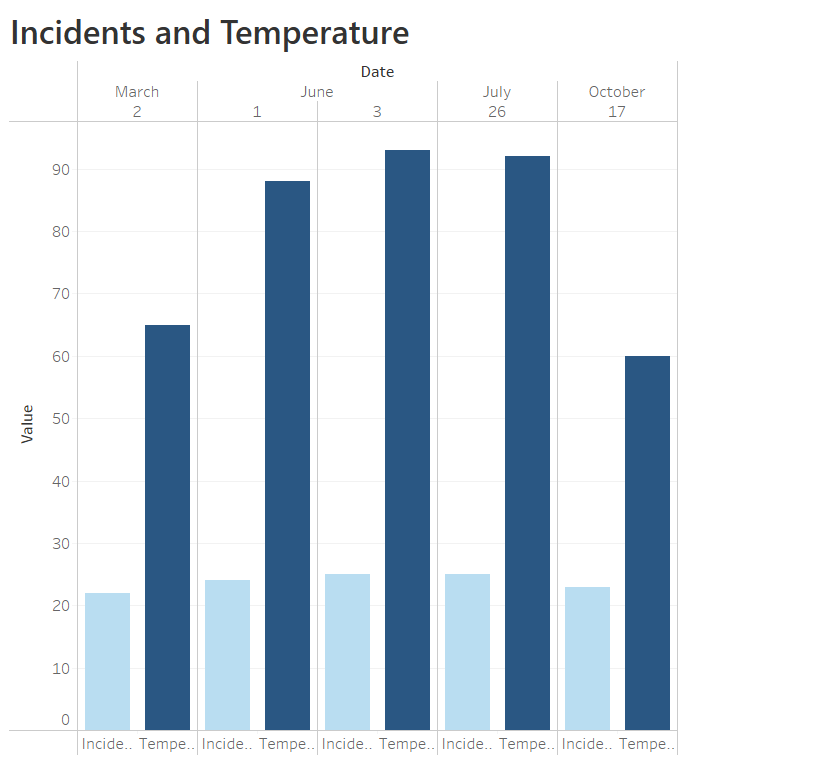 Incidents and Temperature
Date
March June July October
2 1 3 26 17
90
80
70
60
50
40
30
20
10
0
Value
Incide.. Tempe.. Incide.. Tempe.. Incide.. Tempe.. Incide.. Tempe.. Incide.. Tempe..